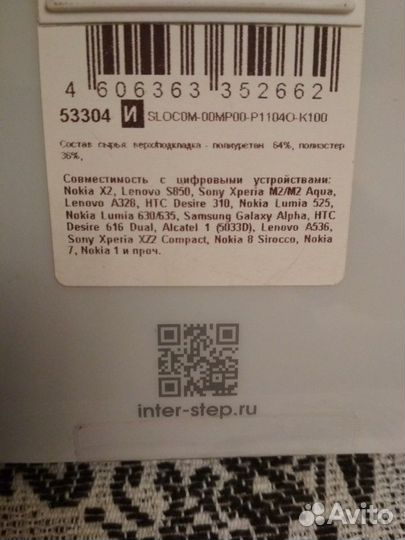 4 606363 352662
53304 И SLOC0M-00MP00-P1104O-K100
Состав сырья: верх/подкладка - полиуретан 64%, полиэстер
36%,
Совместимость с цифровыми устройствами:
Nokia X2, Lenovo S850, Sony Xperia M2/M2 Aqua,
Lenovo A328, HTC Desire 310, Nokia Lumia 525,
Nokia Lumia 630/635, Samsung Galaxy Alpha, HTC
Desire 616 Dual, Alcatel 1 (5033D), Lenovo A536,
Sony Xperia XZ2 Compact, Nokia 8 Sirocco, Nokia
7, Nokia 1 и проч.
inter-step.ru
Avito